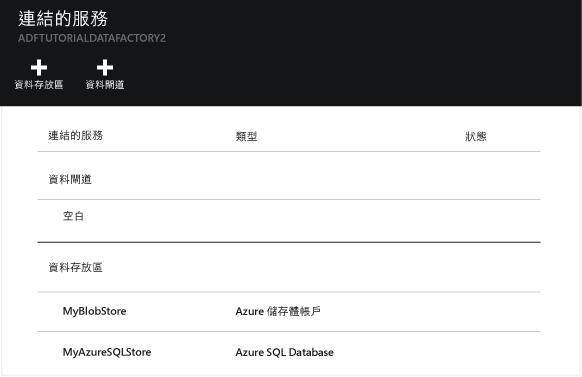 連結的服務
ADFTUTORIALDATAFACTORY2
資料存放區 資料閘道
連結的服務 類型 狀態
資料閘道
空白
資料存放區
MyBlobStore Azure 儲存體帳戶
MyAzureSQLStore Azure SQL Database